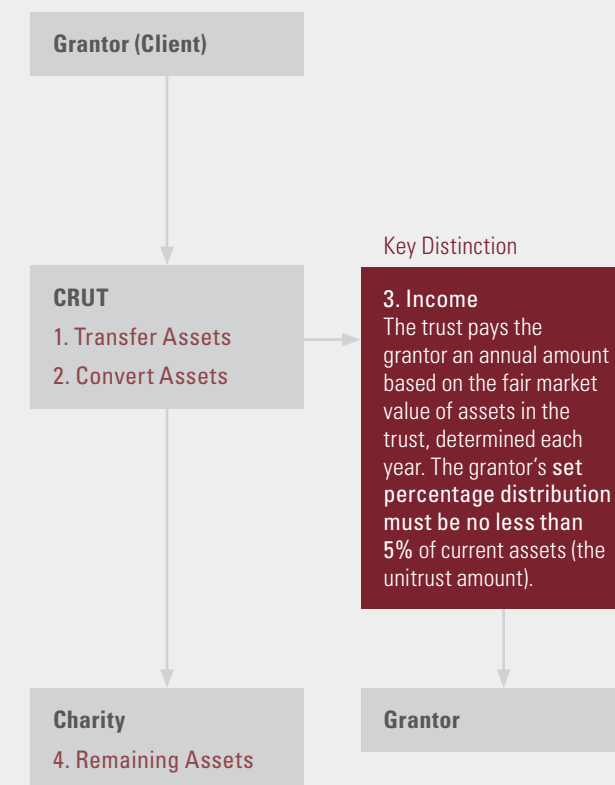 Grantor (Client)
CRUT
1. Transfer Assets
2. Convert Assets
Key Distinction
3. Income
The trust pays the
grantor an annual amount
based on the fair market
value of assets in the
trust, determined each
year. The grantor's set
percentage distribution
must be no less than
5% of current assets (the
unitrust amount).
Charity
4. Remaining Assets
Grantor